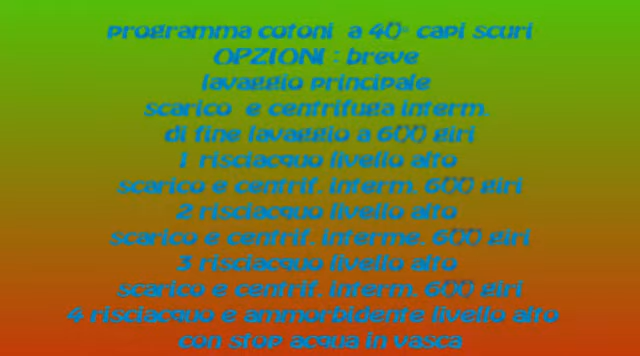 programma cotoni a 40° capi scuri
OPZIONI : breve
lavaggio principale
scarico e centrifuga interm.
di fine lavaggio a 600 giri
1 risciacquo livello alto
scarico e centrif. interm. 600 giri
2 risciacquo livello alto
scarico e centrif. interme. 600 giri
3 risciacquo livello alto
scarico e centrif. interm. 600 giri
4 risciacquo e ammorbidente livello alto
con stop acqua in vasca